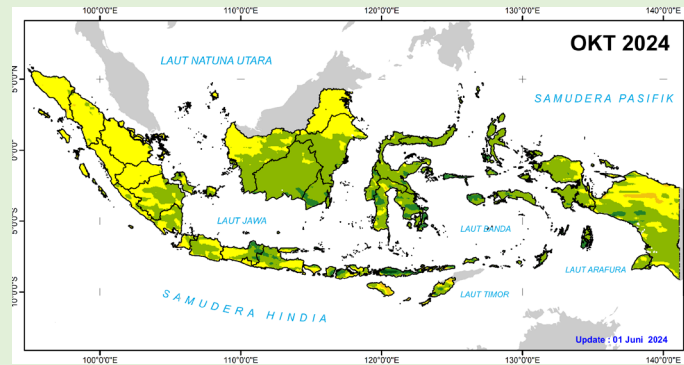 100°0'0"E 110°0'0"E 120°0'0"E 130°0'0"E 140°0'0"E
OKT 2024
LAUT NATUNA UTARA
5°0'0"N
SAMUDERA PASIFIK
0°0'0"
LAUT JAWA
5°0'0"S
LAUT BANDA
LAUT ARAFURA
10°0'0"S
SAMUDERA HINDIA
LAUT TIMOR
Update : 01 Juni 2024
100°0'0"E 110°0'0"E 120°0'0"E 130°0'0"E 140°0'0"E